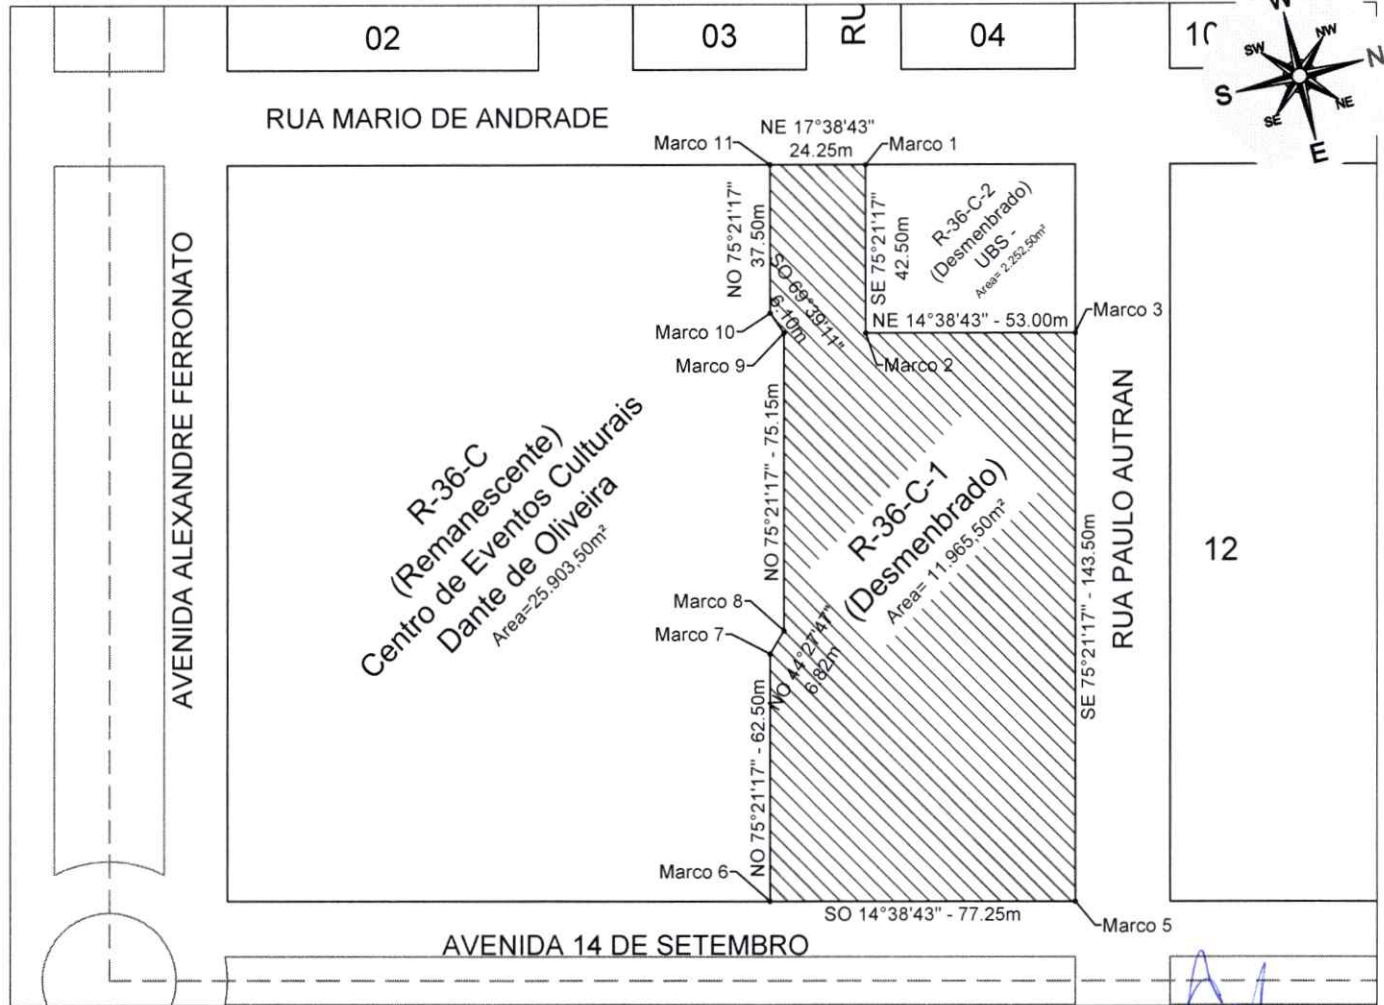 02
03
RU
04
10
W
NW
N
NE
E
SE
S
SW
RUA MARIO DE ANDRADE
NE 17°38'43"
24.25m
Marco 11
Marco 1
NO 75°21'17"
37.50m
SE 75°21'17"
42.50m
R-36-C-2
(Desmenbrado)
UBS -
Area= 2.252,50m²
SO 69°39'11"
6.10m
NE 14°38'43" - 53.00m
Marco 3
Marco 10
Marco 9
Marco 2
AVENIDA ALEXANDRE FERRONATO
R-36-C
(Remanescente)
Centro de Eventos Culturais
Dante de Oliveira
Area=25.903,50m²
NO 75°21'17" - 75.15m
R-36-C-1
(Desmenbrado)
Area= 11.965,50m²
RUA PAULO AUTRAN
SE 75°21'17" - 143.50m
12
Marco 8
Marco 7
NO 44°27'47"
6.82m
NO 75°21'17" - 62.50m
Marco 6
SO 14°38'43" - 77.25m
Marco 5
AVENIDA 14 DE SETEMBRO